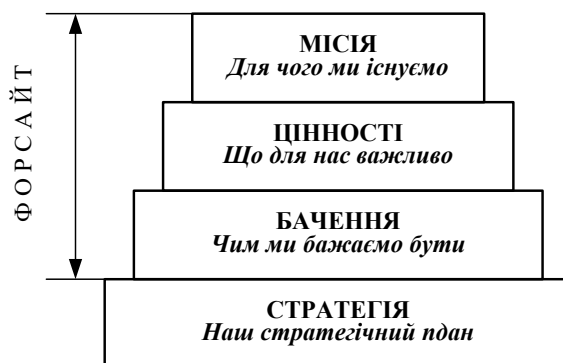 ФОРСАЙТ
МІСІЯ
Для чого ми існуємо
ЦІННОСТІ
Що для нас важливо
БАЧЕННЯ
Чим ми бажаємо бути
СТРАТЕГІЯ
Наш стратегічний пдан